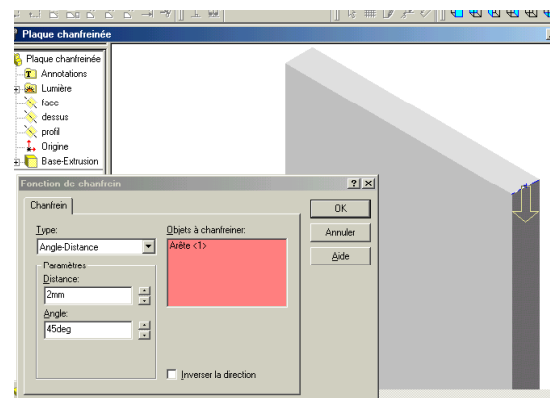 Plaque chanfreinée
Plaque chanfreinée
Annotations
Lumière
face
dessus
profil
Origine
Base-Extrusion
Fonction de chanfrein
Chanfrein
Type:
Angle-Distance
Paramètres
Distance:
2mm
Angle:
45deg
Objets à chanfreiner:
Arête <1>
Inverser la direction
OK
Annuler
Aide